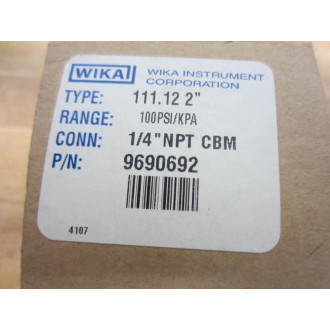 WIKA
WIKA INSTRUMENT
CORPORATION
TYPE: 111.12 2"
RANGE: 100PSI/KPA
CONN: 1/4"NPT CBM
P/N: 9690692
4107